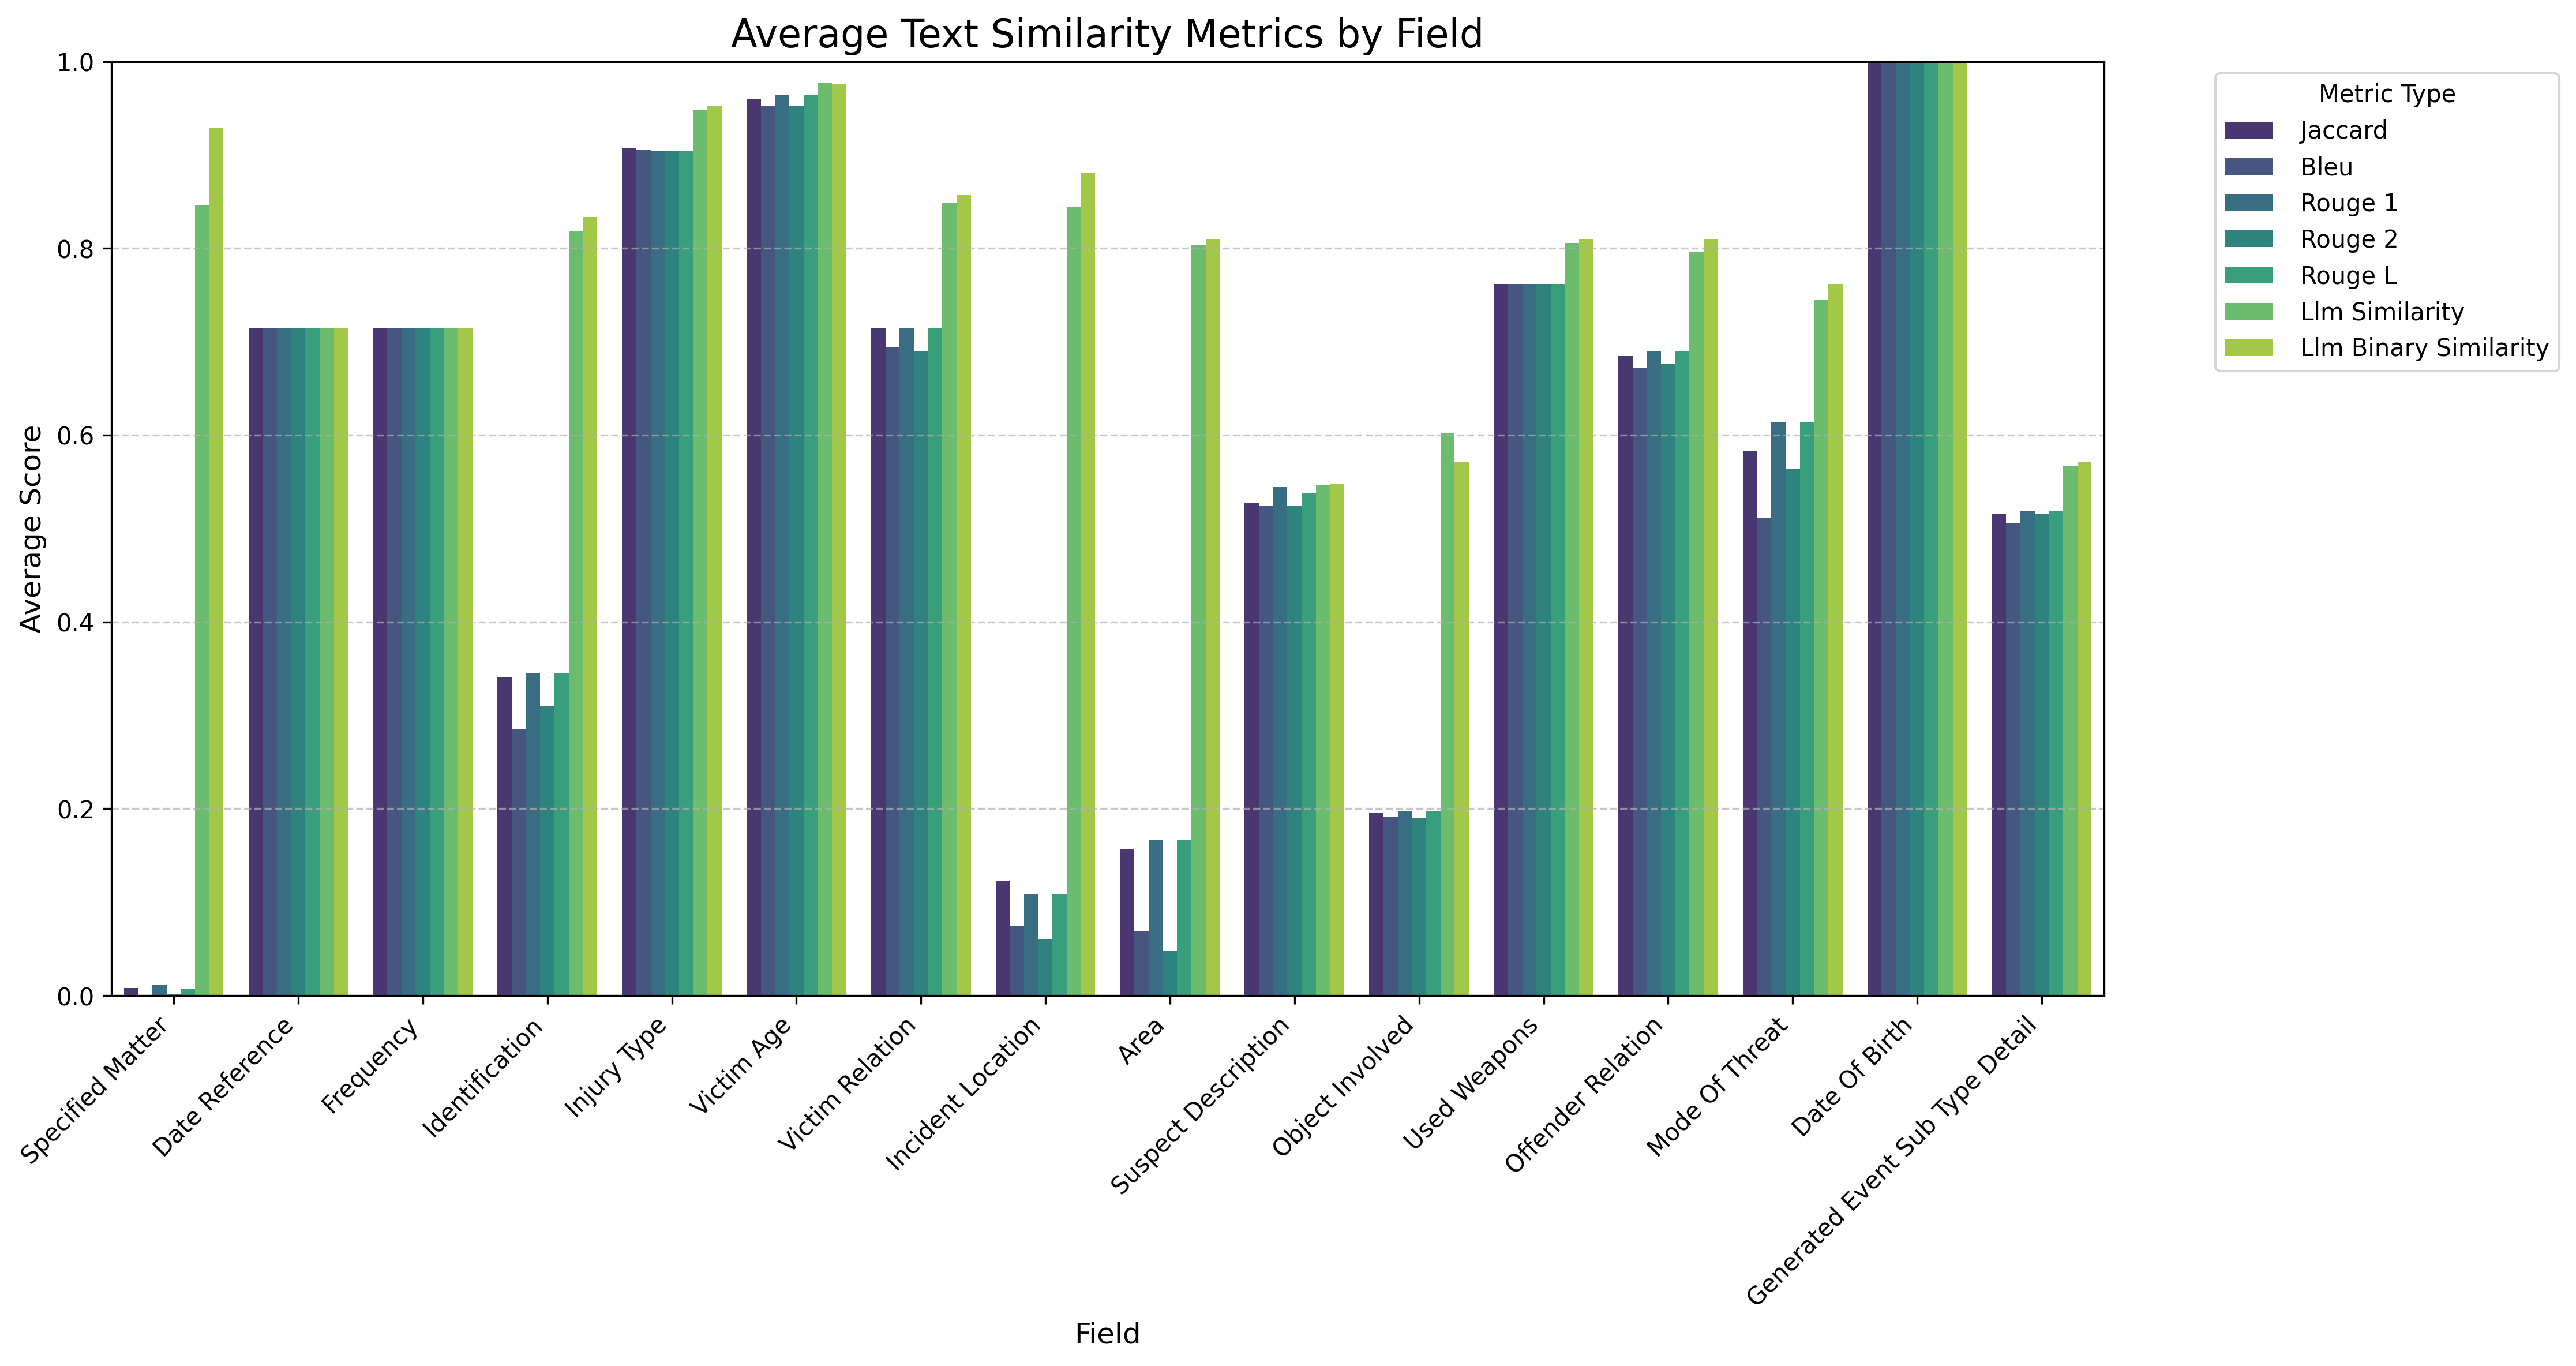 Average Text Similarity Metrics by Field
Average Score
1.0
0.8
0.6
0.4
0.2
0.0
Specified Matter
Date Reference
Frequency
Identification
Injury Type
Victim Age
Victim Relation
Incident Location
Area
Suspect Description
Object Involved
Used Weapons
Offender Relation
Mode Of Threat
Date Of Birth
Generated Event Sub Type Detail
Field
Metric Type
Jaccard
Bleu
Rouge 1
Rouge 2
Rouge L
Llm Similarity
Llm Binary Similarity